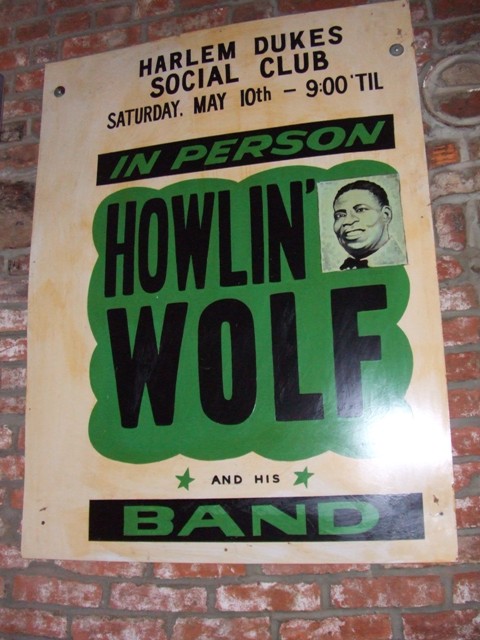 HARLEM DUKES
SOCIAL CLUB
SATURDAY. MAY 10th - 9:00 'TIL
IN PERSON
HOWLIN'
WOLF
AND HIS
BAND